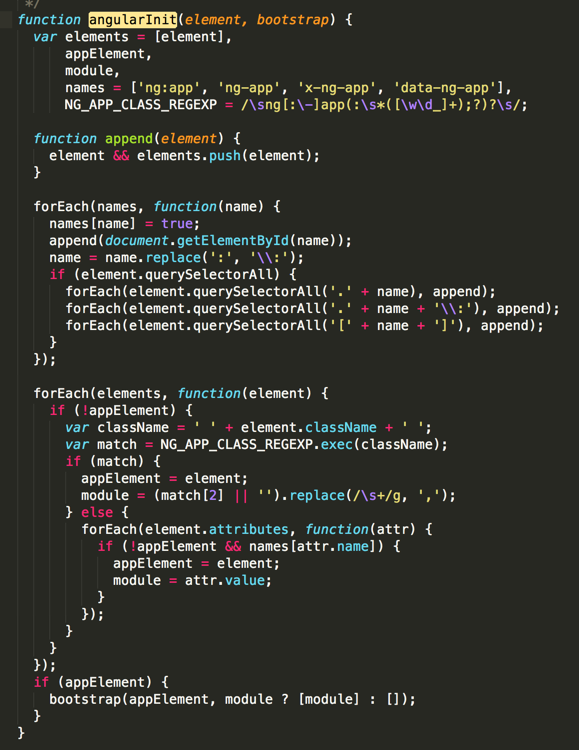 */
function angularInit(element, bootstrap) {
  var elements = [element],
      appElement,
      module,
      names = ['ng:app', 'ng-app', 'x-ng-app', 'data-ng-app'],
      NG_APP_CLASS_REGEXP = /\sng[:\-]app(:\s*([\w\d_]+);?)?\s/;

  function append(element) {
    element && elements.push(element);
  }

  forEach(names, function(name) {
    names[name] = true;
    append(document.getElementById(name));
    name = name.replace(':', '\\:');
    if (element.querySelectorAll) {
      forEach(element.querySelectorAll('.' + name), append);
      forEach(element.querySelectorAll('.' + name + '\\:'), append);
      forEach(element.querySelectorAll('[' + name + ']'), append);
    }
  });

  forEach(elements, function(element) {
    if (!appElement) {
      var className = ' ' + element.className + ' ';
      var match = NG_APP_CLASS_REGEXP.exec(className);
      if (match) {
        appElement = element;
        module = (match[2] || '').replace(/\s+/g, ',');
      } else {
        forEach(element.attributes, function(attr) {
          if (!appElement && names[attr.name]) {
            appElement = element;
            module = attr.value;
          }
        });
      }
    }
  });
  if (appElement) {
    bootstrap(appElement, module ? [module] : []);
  }
}